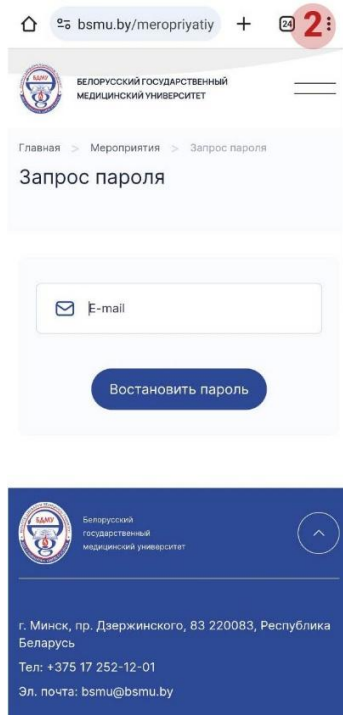 bsmu.by/meropriyatiy
24
2
БДМУ
БЕЛОРУССКИЙ ГОСУДАРСТВЕННЫЙ
МЕДИЦИНСКИЙ УНИВЕРСИТЕТ
Главная > Мероприятия > Запрос пароля
Запрос пароля
E-mail
Востановить пароль
БДМУ
Белорусский
государственный
медицинский университет
г. Минск, пр. Дзержинского, 83 220083, Республика
Беларусь
Тел: +375 17 252-12-01
Эл. почта: bsmu@bsmu.by